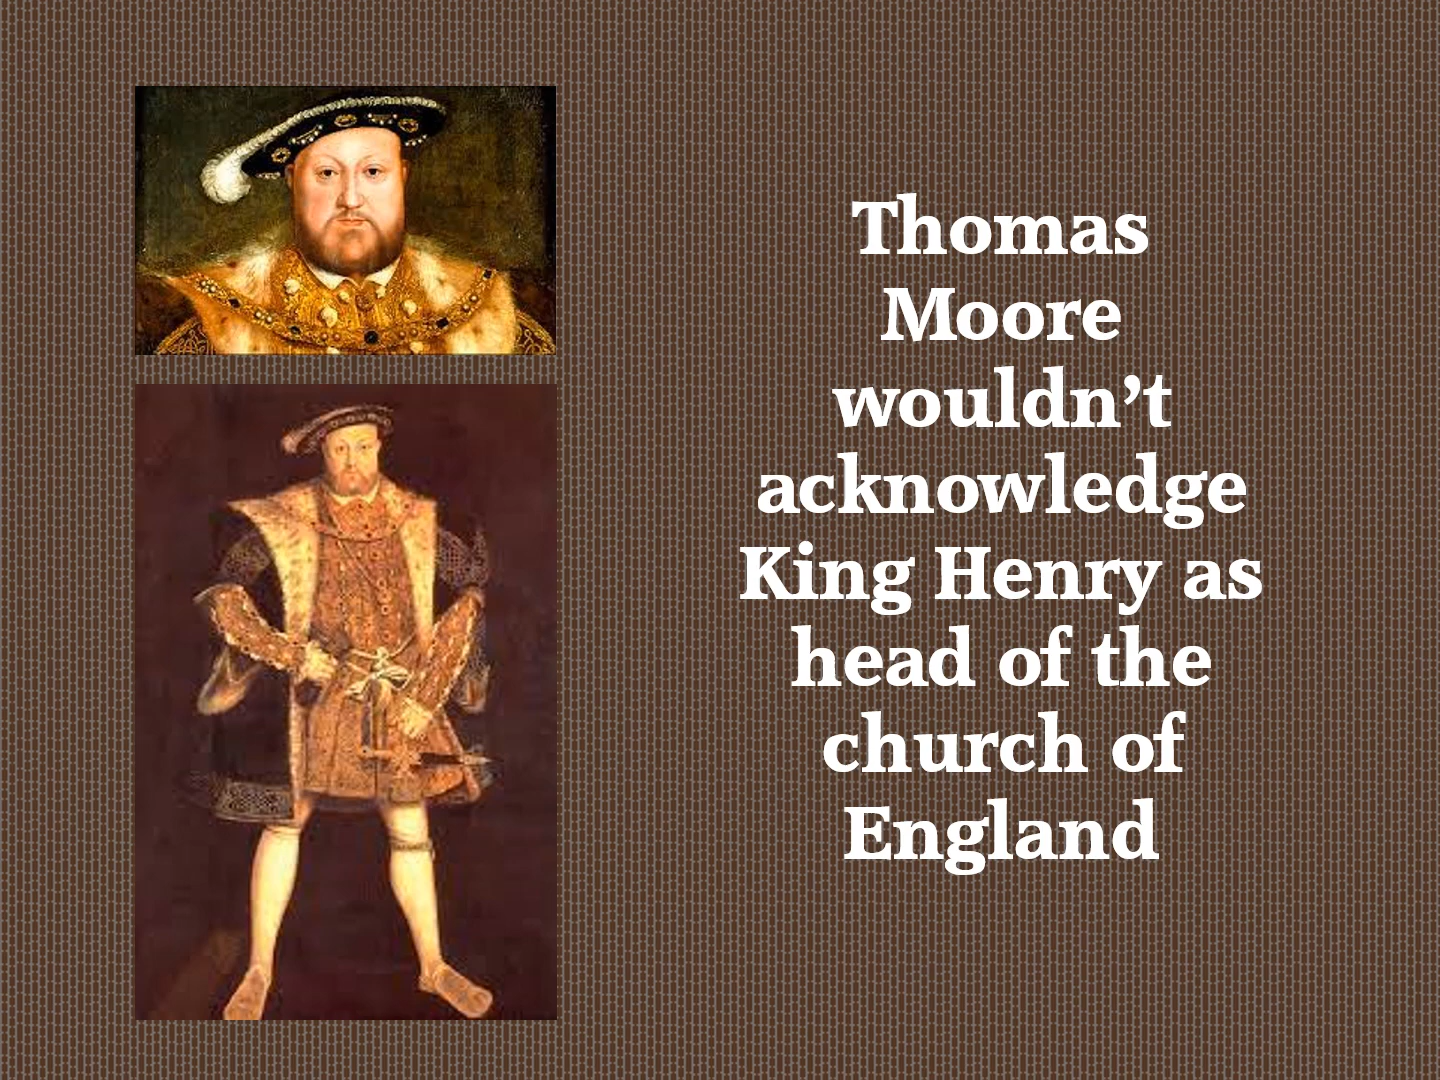 Thomas
Moore
wouldn’t
acknowledge
King Henry as
head of the
church of
England